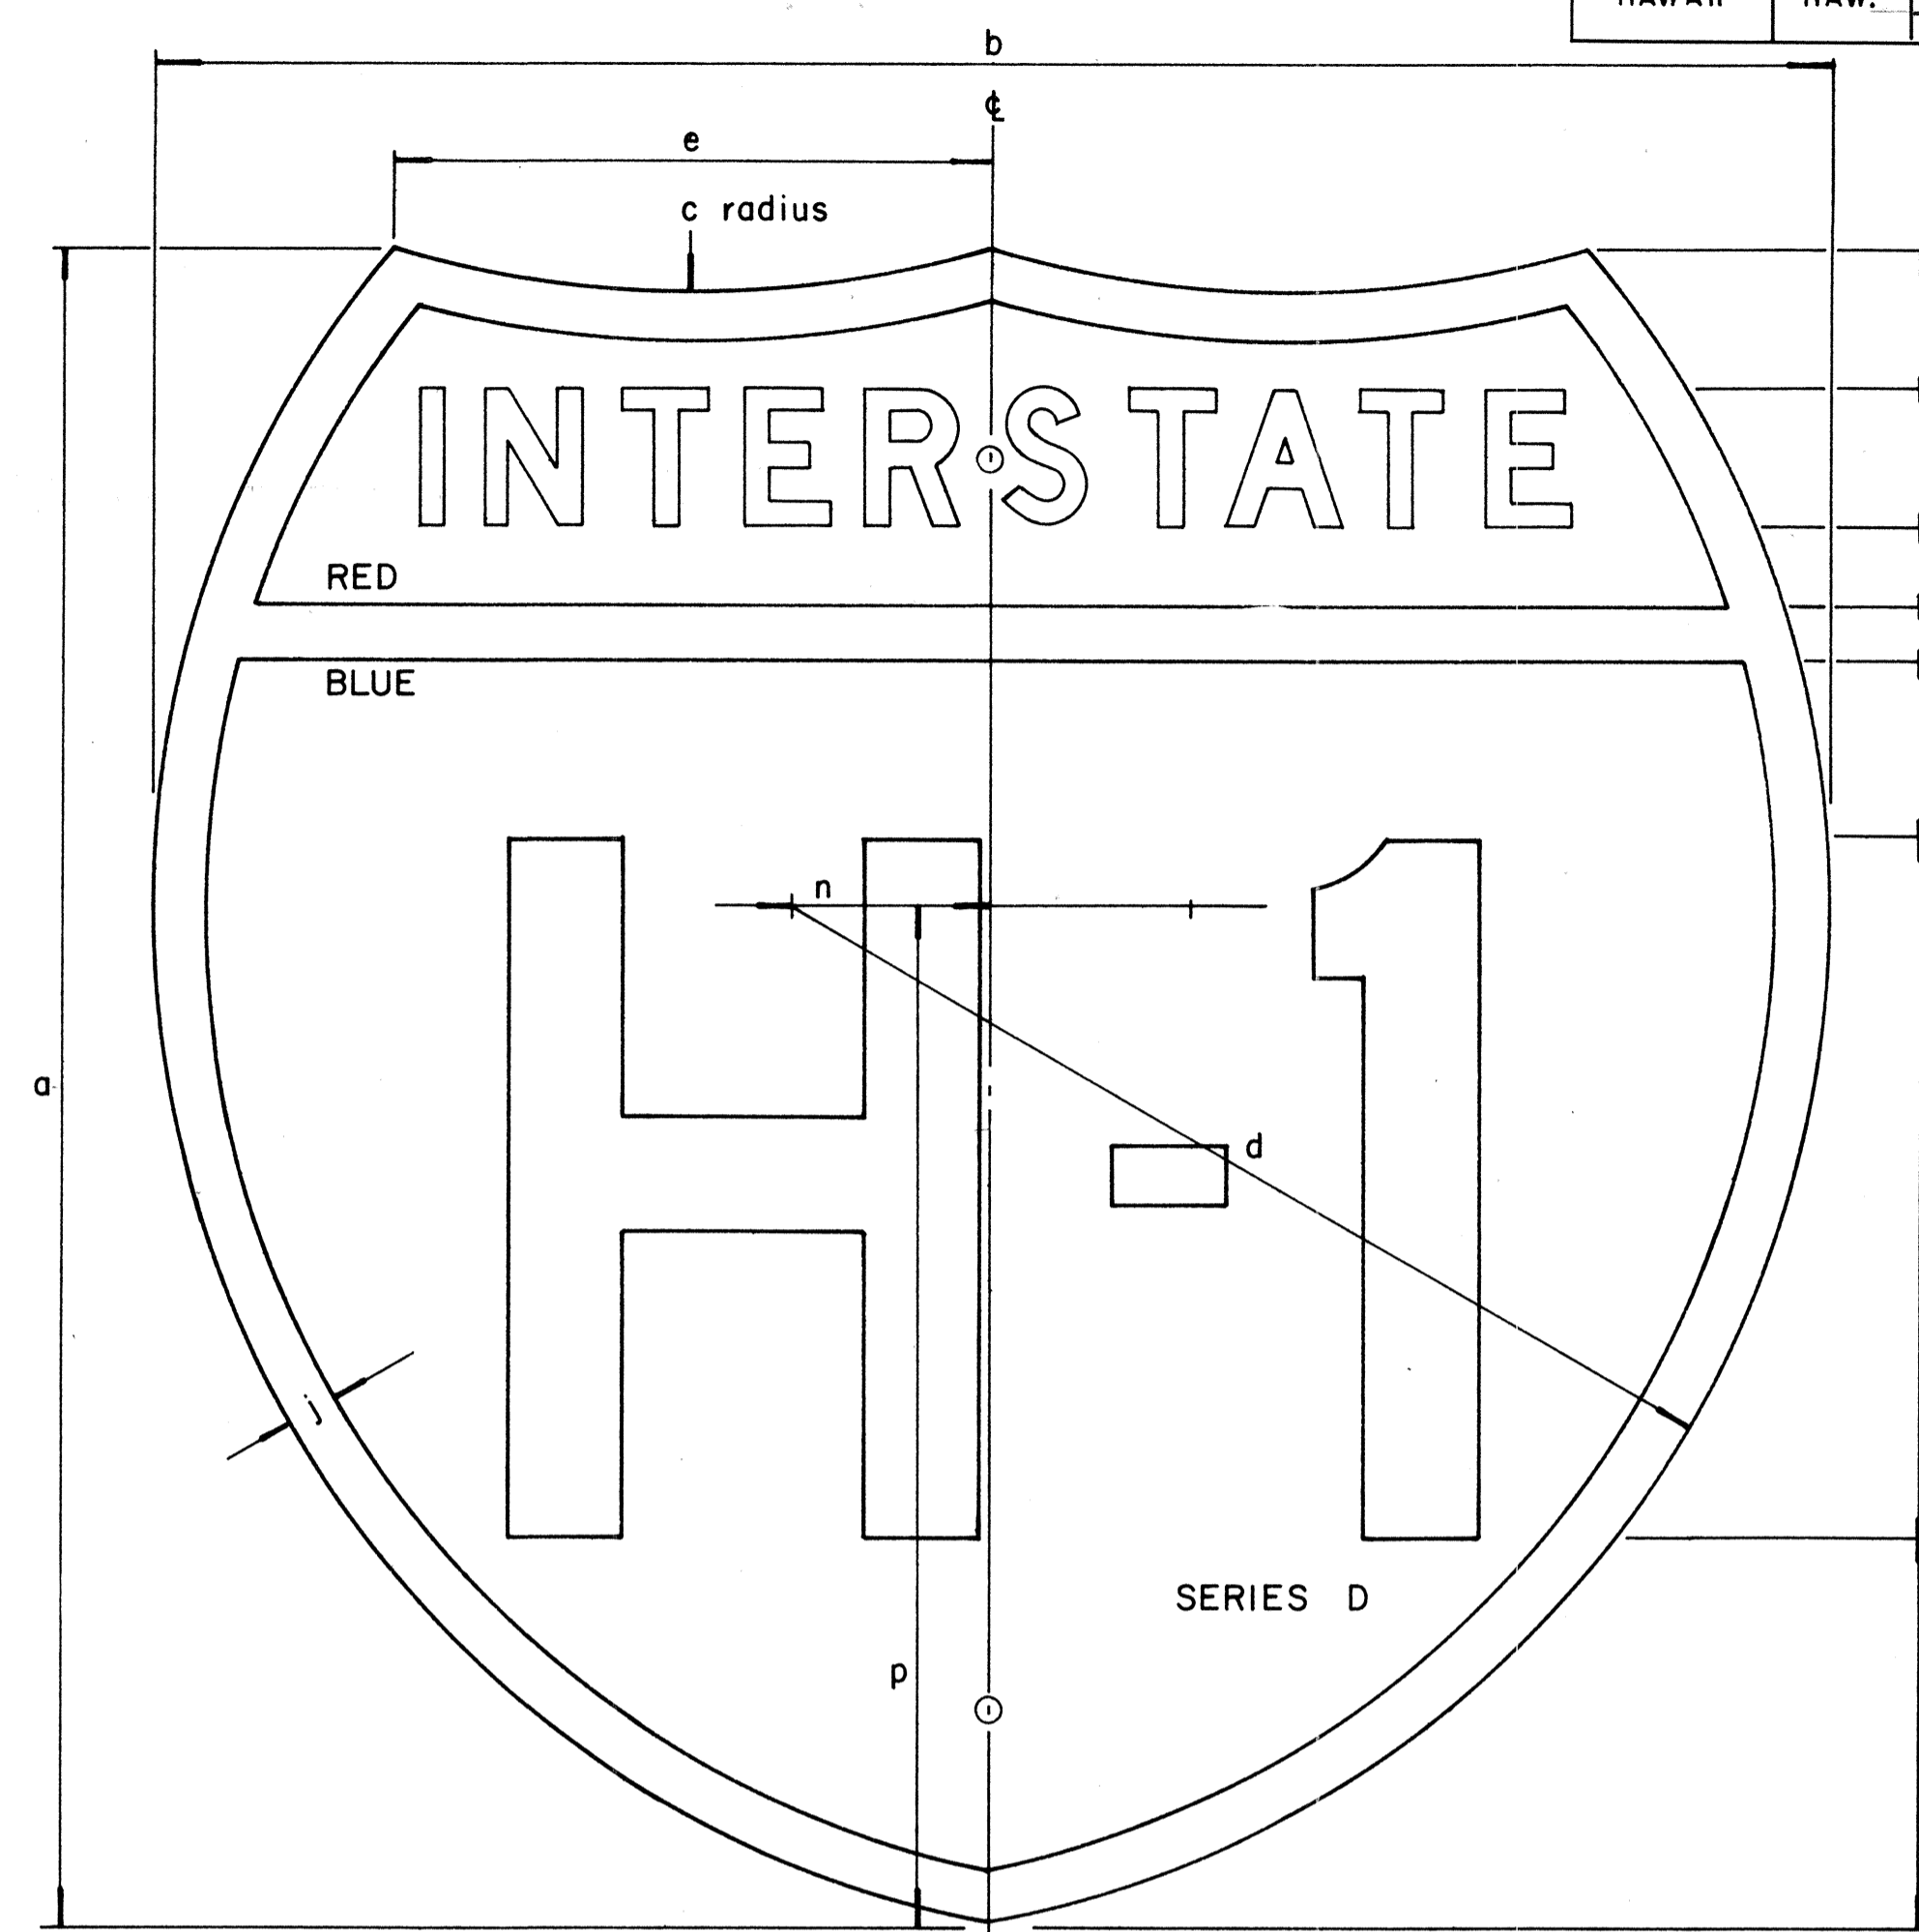 HAWAII HAW.
b
℄
e
c radius
INTERSTATE
RED
BLUE
n
H-1
a
d
j
SERIES D
p